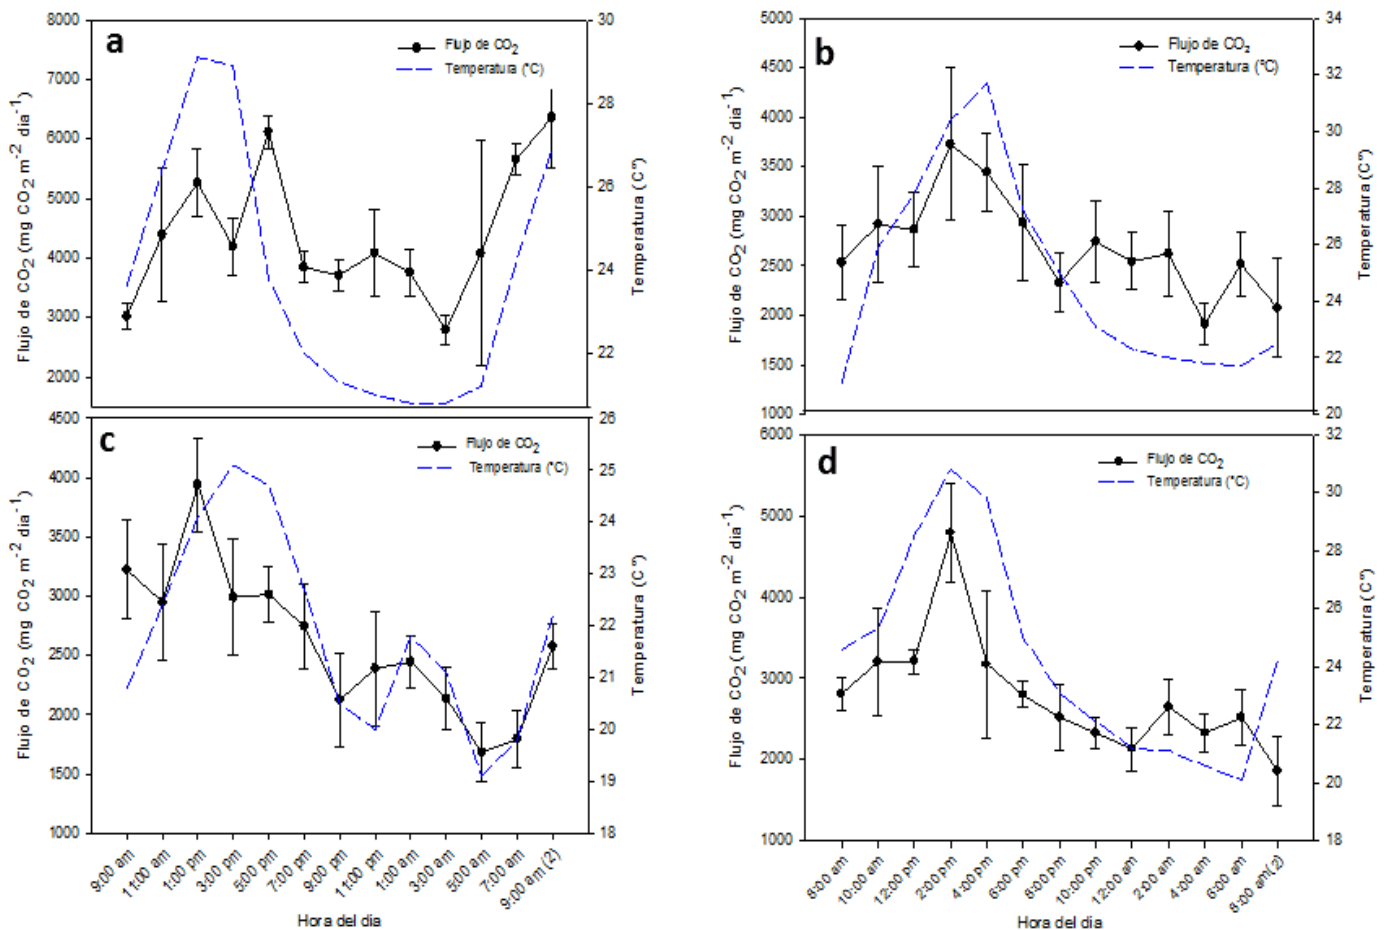 a
Flujo de CO2
Temperatura (°C)
8000
7000
6000
5000
4000
3000
2000
Flujo de CO2 (mg CO2 m-2 dia-1)
30
28
26
24
22
Temperatura (C°)
b
Flujo de CO2
Temperatura (°C)
5000
4500
4000
3500
3000
2500
2000
1500
1000
Flujo de CO2 (mg CO2 m-2 dia-1)
34
32
30
28
26
24
22
20
Temperatura (C°)
c
Flujo de CO2
Temperatura (°C)
4500
4000
3500
3000
2500
2000
1500
1000
Flujo de CO2 (mg CO2 m-2 dia-1)
26
25
24
23
22
21
20
19
18
Temperatura (C°)
9:00 am
11:00 am
1:00 pm
3:00 pm
5:00 pm
7:00 pm
9:00 pm
11:00 pm
1:00 am
3:00 am
5:00 am
7:00 am
9:00 am (2)
Hora del dia
d
Flujo de CO2
Temperatura (°C)
6000
5000
4000
3000
2000
1000
Flujo de CO2 (mg CO2 m-2 dia-1)
32
30
28
26
24
22
20
18
Temperatura (C°)
8:00 am
10:00 am
12:00 pm
2:00 pm
4:00 pm
6:00 pm
8:00 pm
10:00 pm
12:00 am
2:00 am
4:00 am
6:00 am
8:00 am(2)
Hora del dia